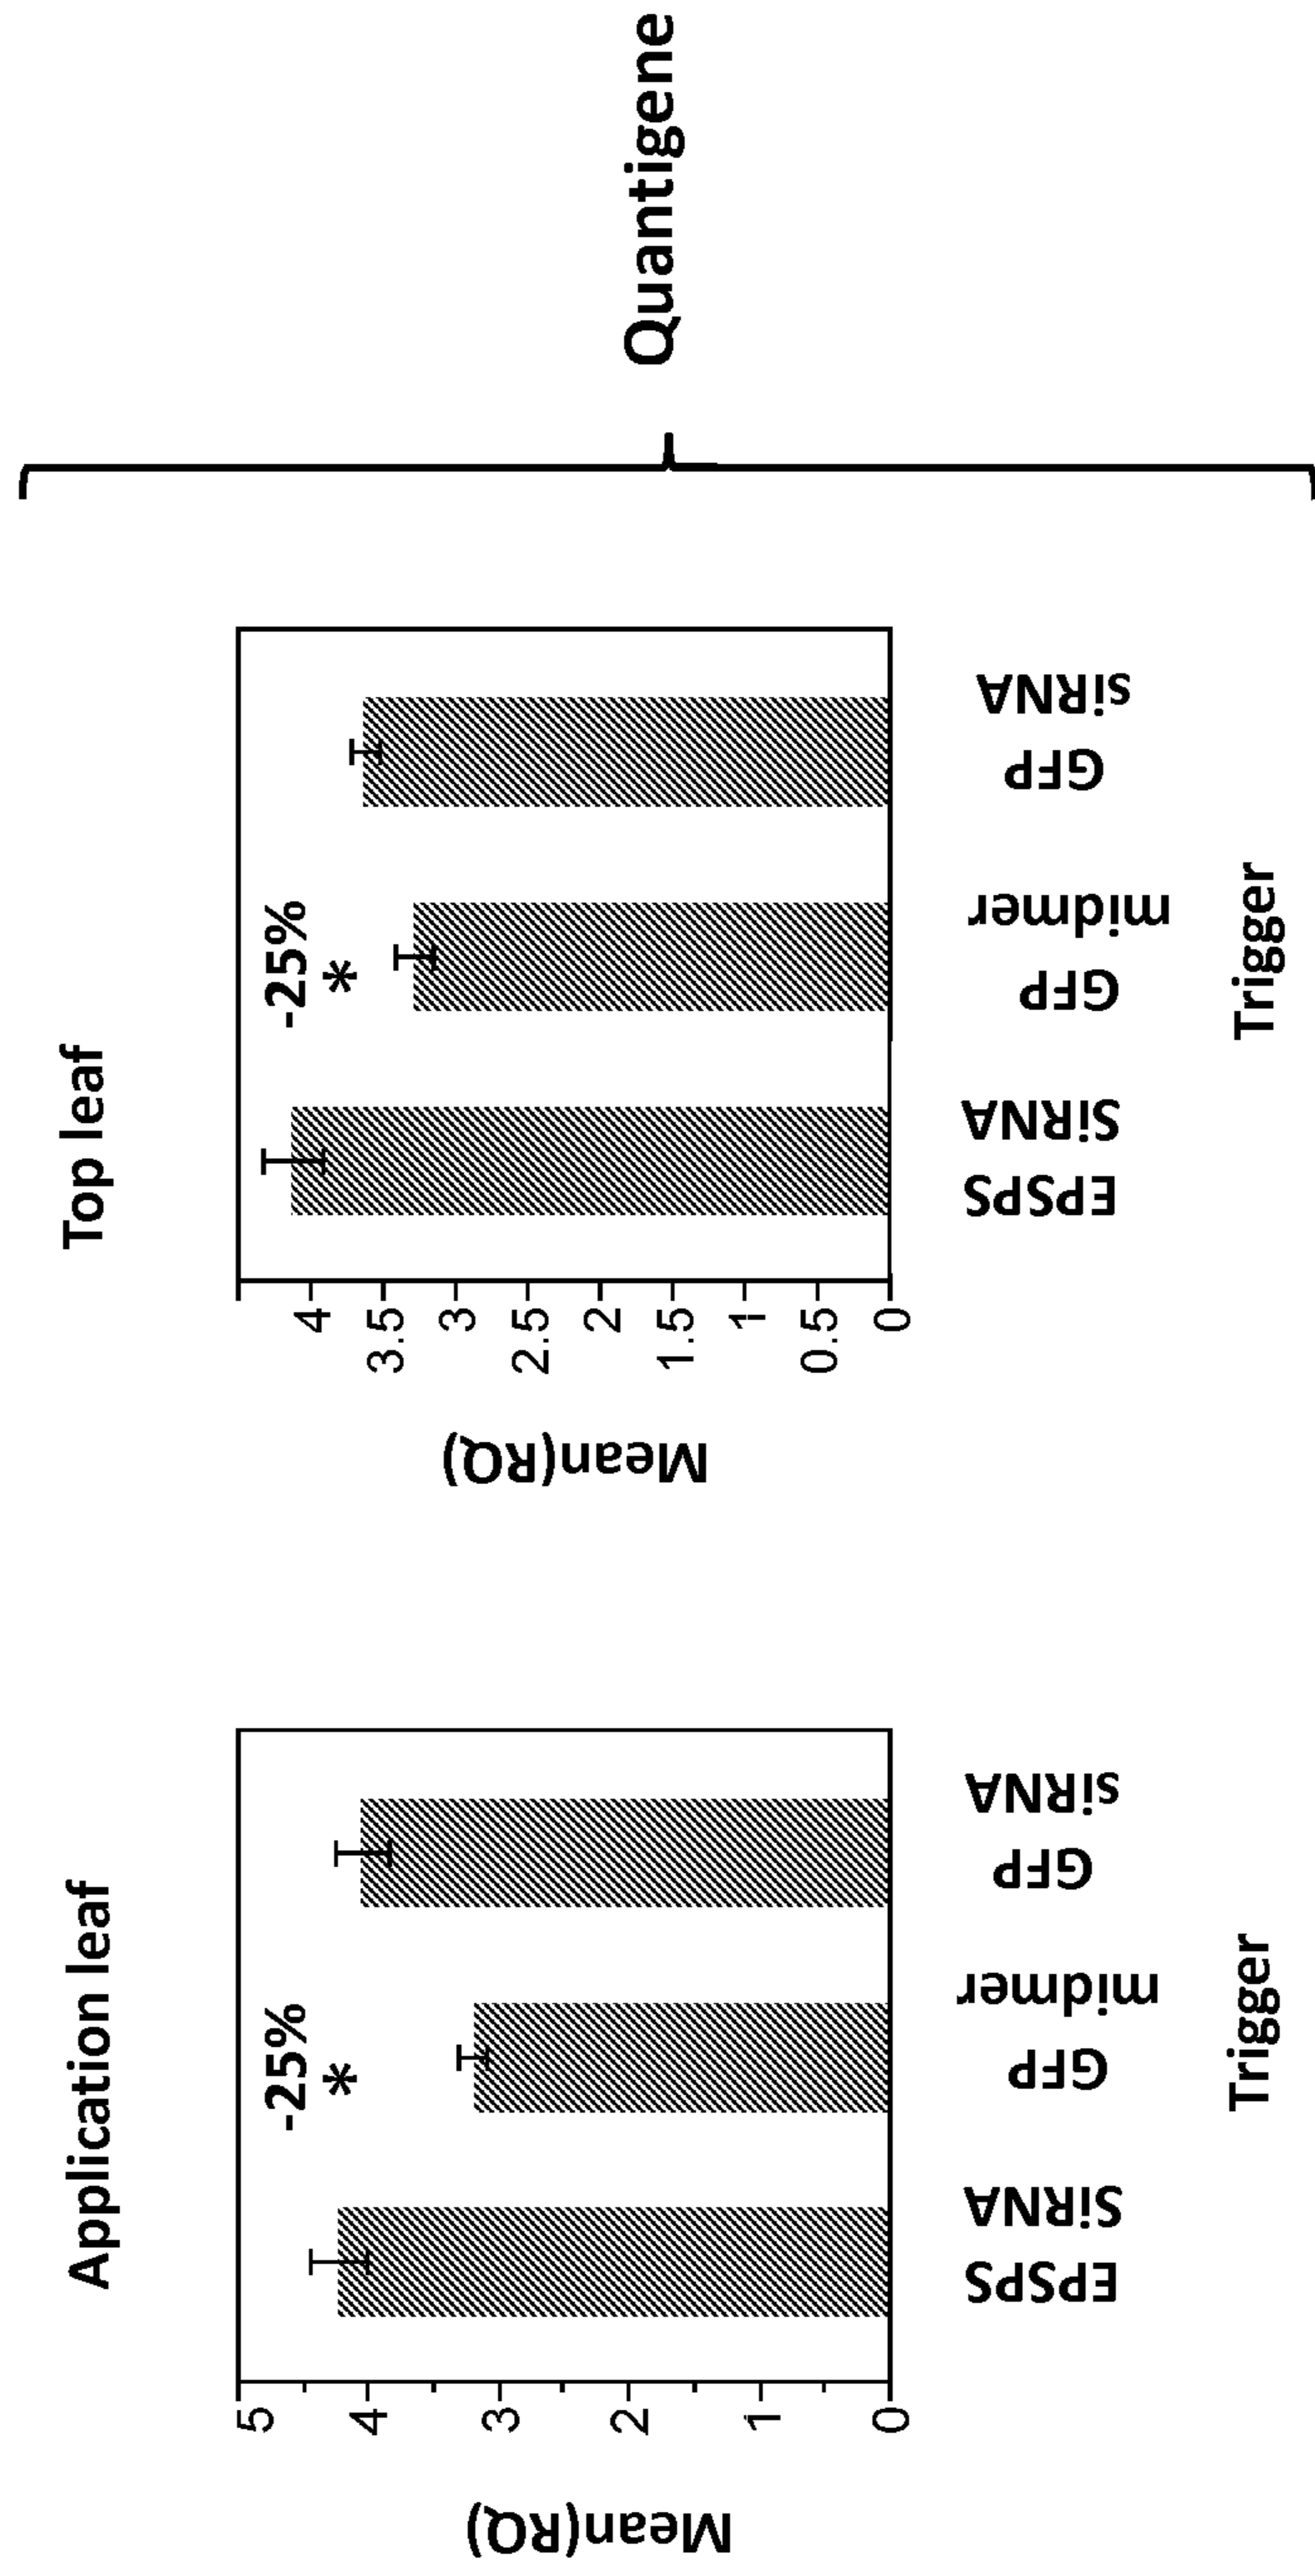 Application leaf
Mean(RQ)
5
4
3
2
1
0
-25%
*
EPSPS
SiRNA
GFP
midmer
GFP
siRNA
Trigger
Top leaf
Mean(RQ)
4
3.5
3
2.5
2
1.5
1
0.5
0
-25%
*
EPSPS
SiRNA
GFP
midmer
GFP
siRNA
Trigger
Quantigene